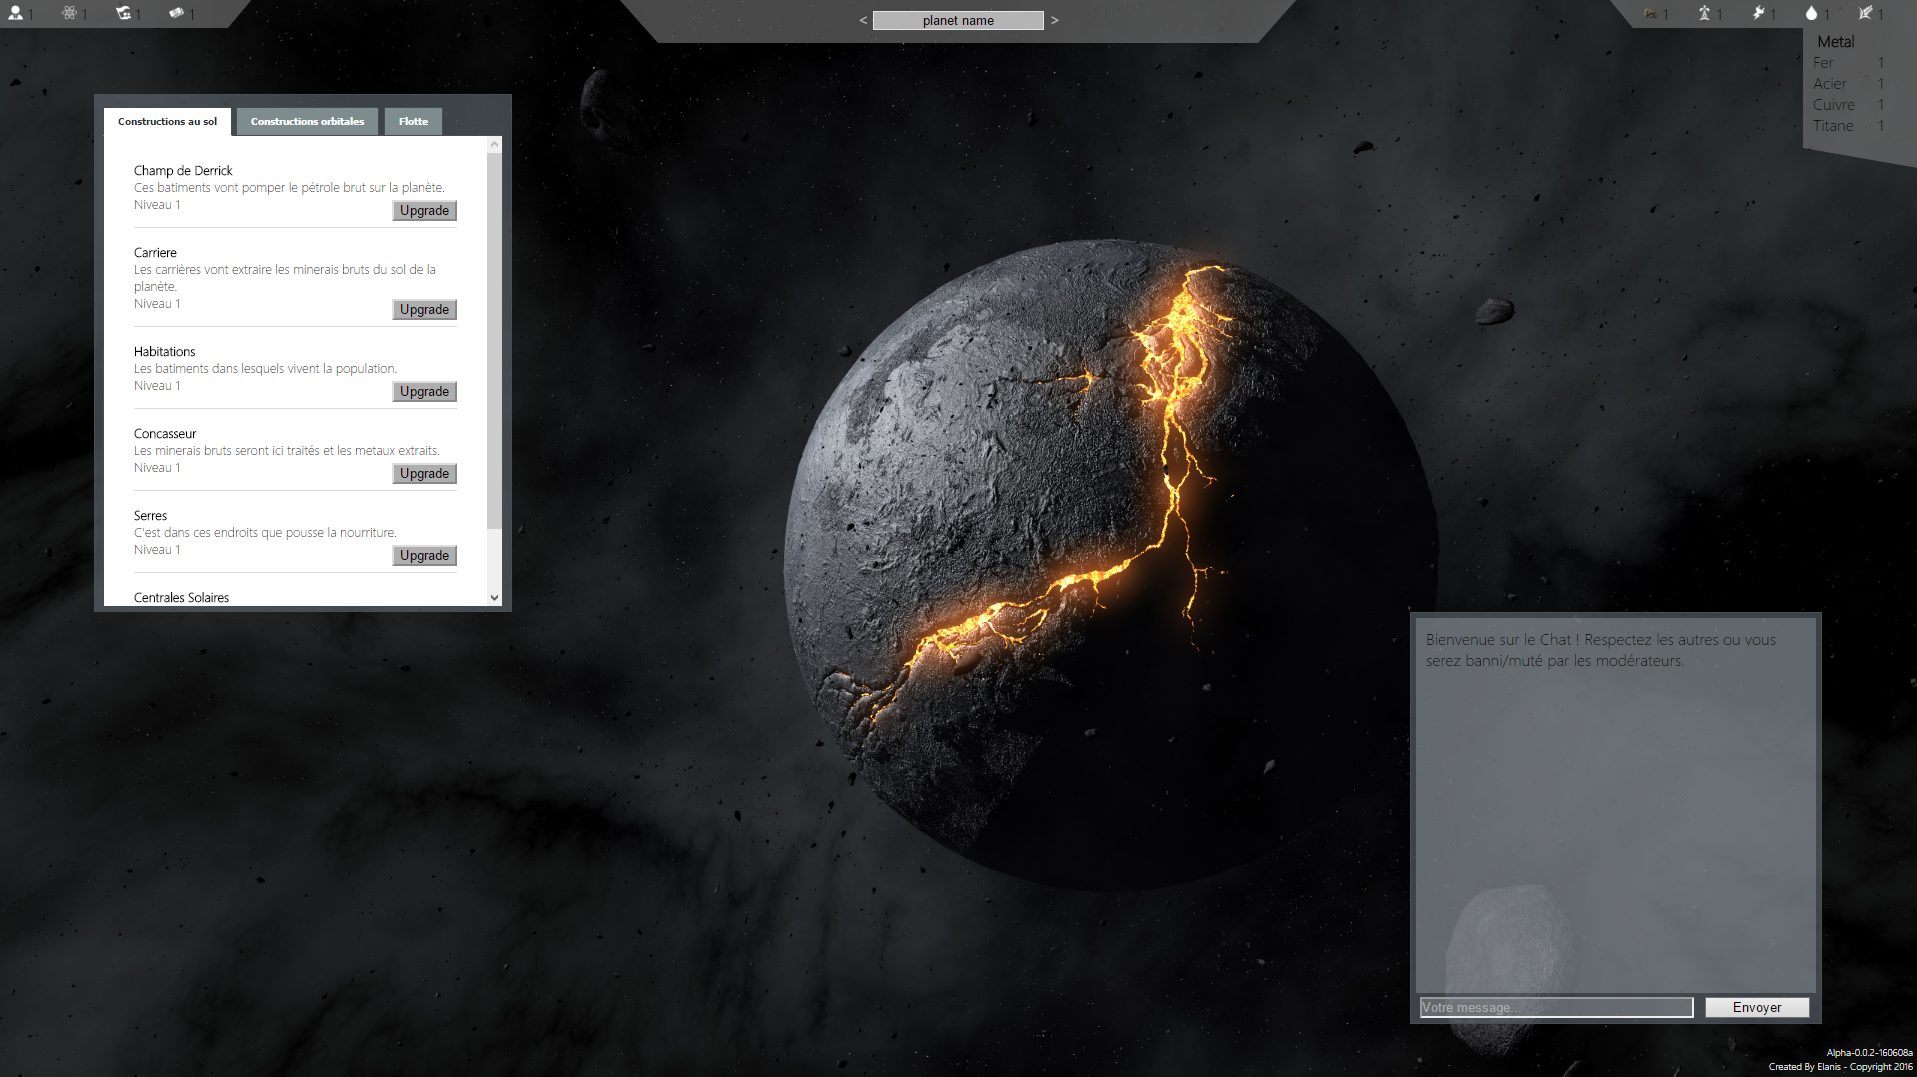 1 1 1 1
< planet name >
1 1 1 1 1
Metal
Fer 1
Acier 1
Cuivre 1
Titane 1
Constructions au sol Constructions orbitales Flotte
Champ de Derrick
Ces batiments vont pomper le pétrole brut sur la planète.
Niveau 1
Upgrade
Carriere
Les carrières vont extraire les minerais bruts du sol de la
planète.
Niveau 1
Upgrade
Habitations
Les batiments dans lesquels vivent la population.
Niveau 1
Upgrade
Concasseur
Les minerais bruts seront ici traités et les metaux extraits.
Niveau 1
Upgrade
Serres
C'est dans ces endroits que pousse la nourriture.
Niveau 1
Upgrade
Centrales Solaires
Bienvenue sur le Chat ! Respectez les autres ou vous
serez banni/muté par les modérateurs.
Votre message... Envoyer
Alpha-0.0.2-160608a
Created By Elanis - Copyright 2016